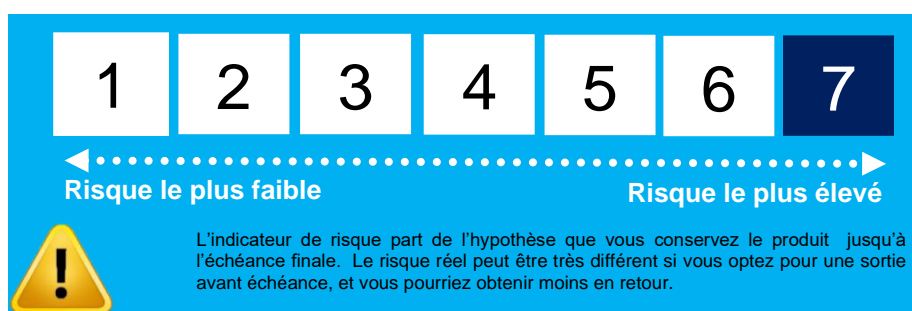 1 2 3 4 5 6 7
Risque le plus faible Risque le plus élevé
L'indicateur de risque part de l'hypothèse que vous conservez le produit jusqu'à
l'échéance finale. Le risque réel peut être très différent si vous optez pour une sortie
avant échéance, et vous pourriez obtenir moins en retour.